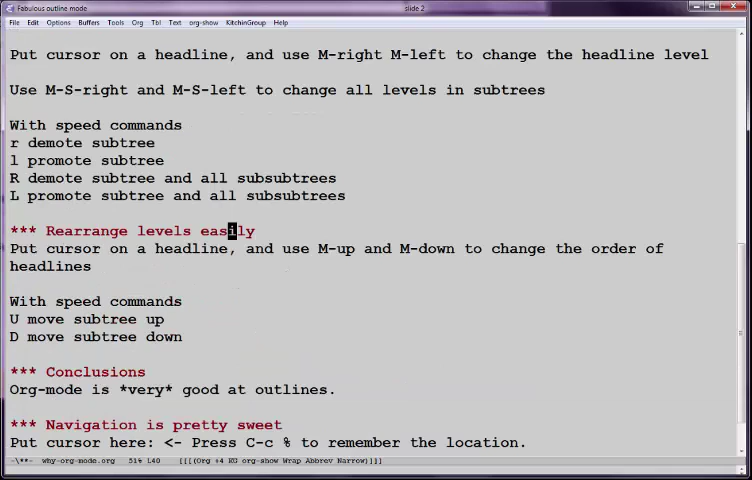 Fabulous outline mode slide 2
File Edit Options Buffers Tools Org Tbl Text org-show KitchinGroup Help
Put cursor on a headline, and use M-right M-left to change the headline level
Use M-S-right and M-S-left to change all levels in subtrees
With speed commands
r demote subtree
l promote subtree
R demote subtree and all subsubtrees
L promote subtree and all subsubtrees
*** Rearrange levels easily
Put cursor on a headline, and use M-up and M-down to change the order of
headlines
With speed commands
U move subtree up
D move subtree down
*** Conclusions
Org-mode is *very* good at outlines.
*** Navigation is pretty sweet
Put cursor here: <- Press C-c % to remember the location.
-\**- why-org-mode.org 51% L40 [[[(Org +4 KG org-show Wrap Abbrev Narrow)]]]